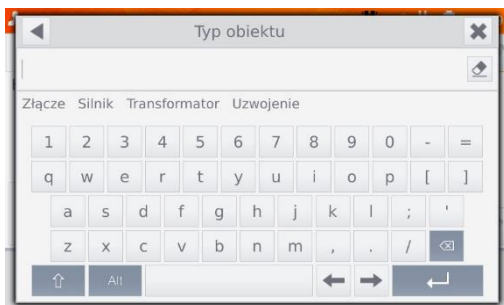 Typ obiektu
Złącze Silnik Transformator Uzwojenie
1 2 3 4 5 6 7 8 9 0 - =
q w e r t y u i o p [ ]
a s d f g h j k l ; '
z x c v b n m , . /
Alt